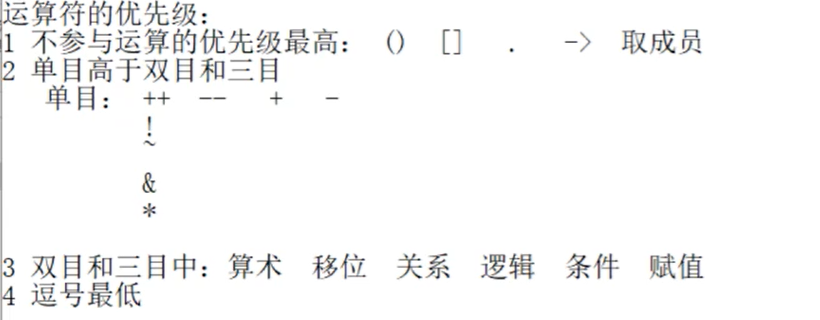 运算符的优先级：
1 不参与运算的优先级最高： () [] . -> 取成员
2 单目高于双目和三目
单目： ++ -- + -
!
~
&
*
3 双目和三目中：算术 移位 关系 逻辑 条件 赋值
4 逗号最低